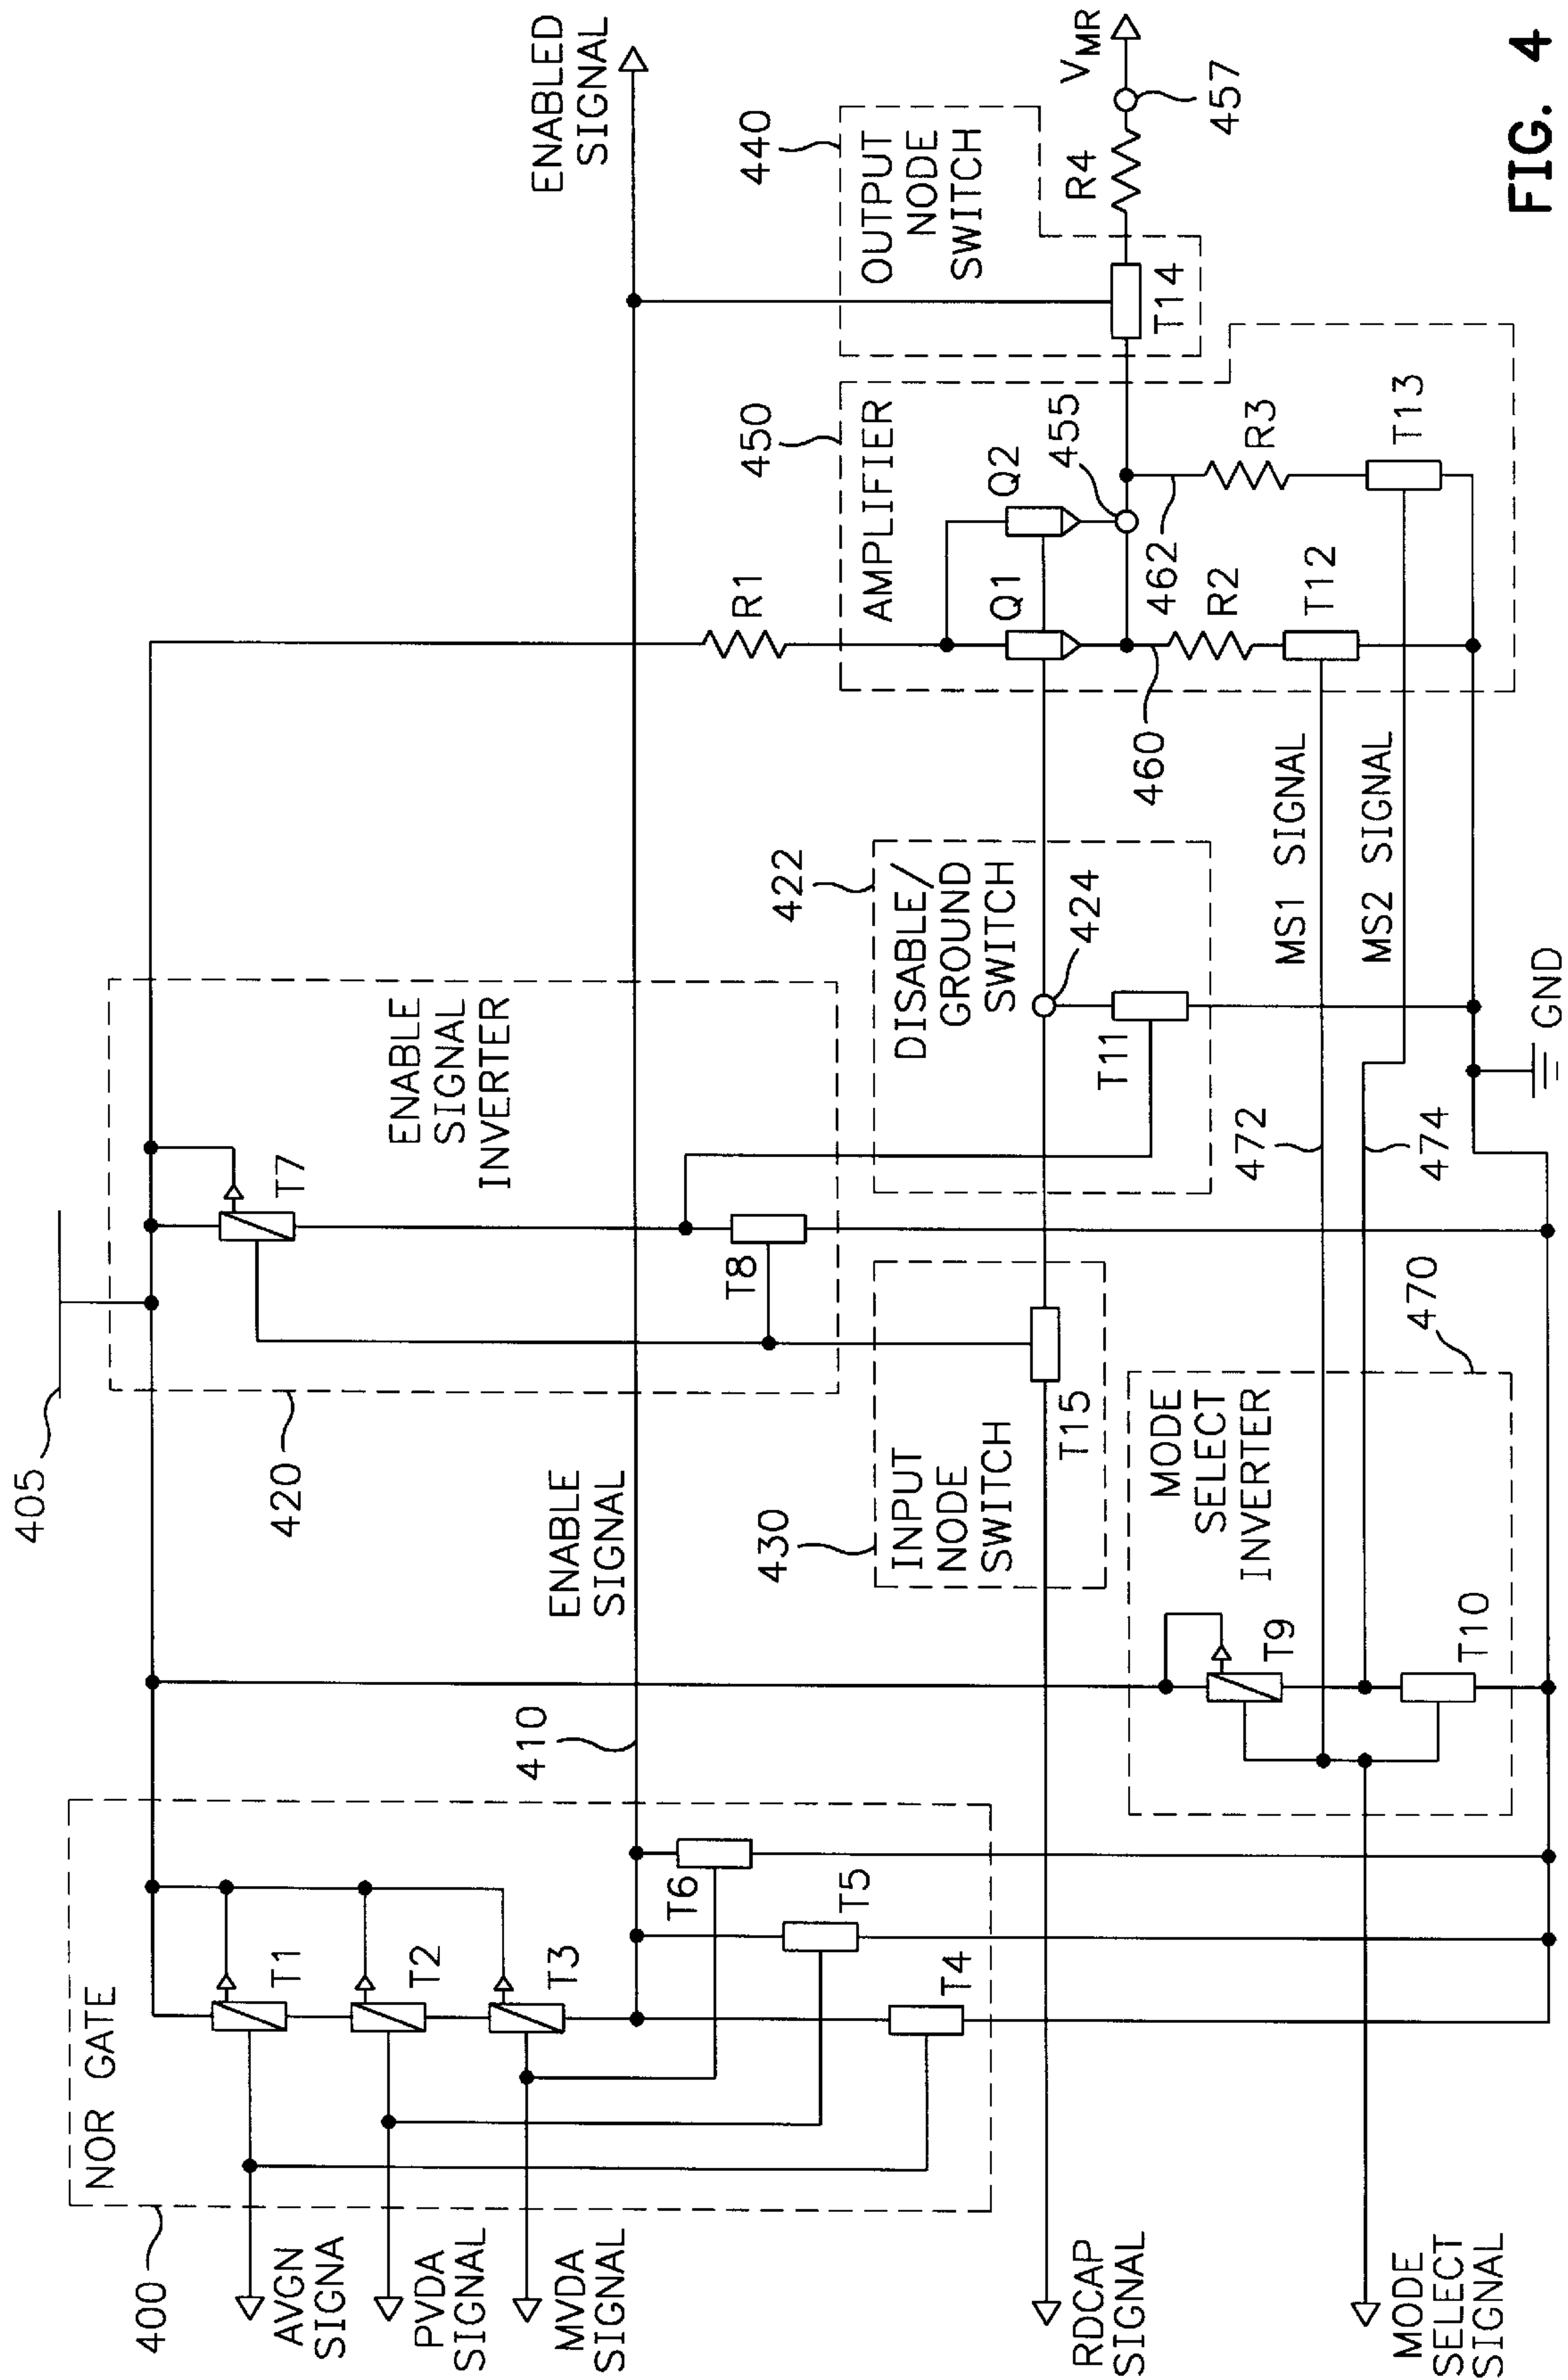 405
ENABLED
SIGNAL
440
OUTPUT
NODE
SWITCH
R4
VMR
457
T14
450
AMPLIFIER
R1
Q1
Q2
455
462
460
R2
R3
T12
T13
MS1 SIGNAL
MS2 SIGNAL
422
DISABLE/
GROUND
SWITCH
424
T11
ENABLE
SIGNAL
INVERTER
T7
T8
420
472
474
GND
470
MODE
SELECT
INVERTER
T9
T10
430
INPUT
NODE
SWITCH
T15
ENABLE
SIGNAL
410
NOR GATE
T1
T2
T3
T4
T5
T6
400
AVGN
SIGNA
PVDA
SIGNAL
MVDA
SIGNAL
RDCAP
SIGNAL
MODE
SELECT
SIGNAL
FIG. 4